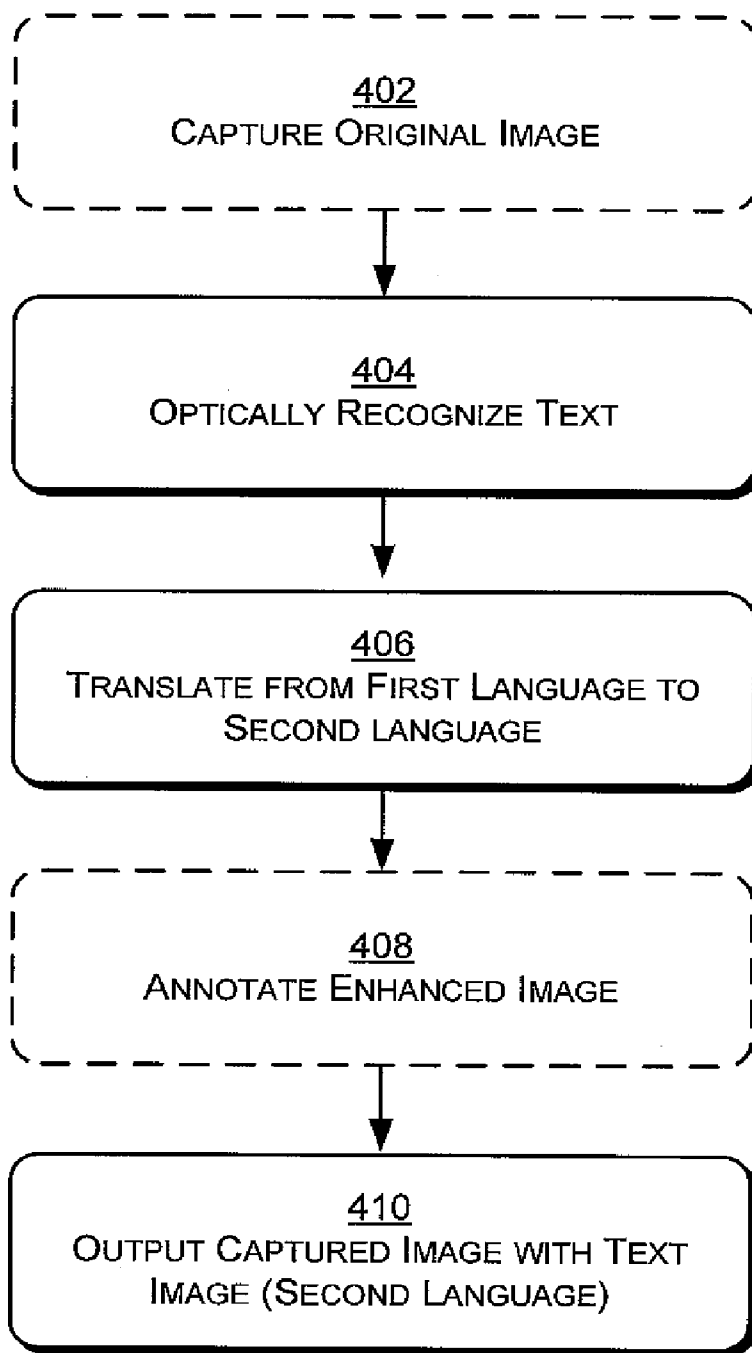 402
CAPTURE ORIGINAL IMAGE
404
OPTICALLY RECOGNIZE TEXT
406
TRANSLATE FROM FIRST LANGUAGE TO
SECOND LANGUAGE
408
ANNOTATE ENHANCED IMAGE
410
OUTPUT CAPTURED IMAGE WITH TEXT
IMAGE (SECOND LANGUAGE)